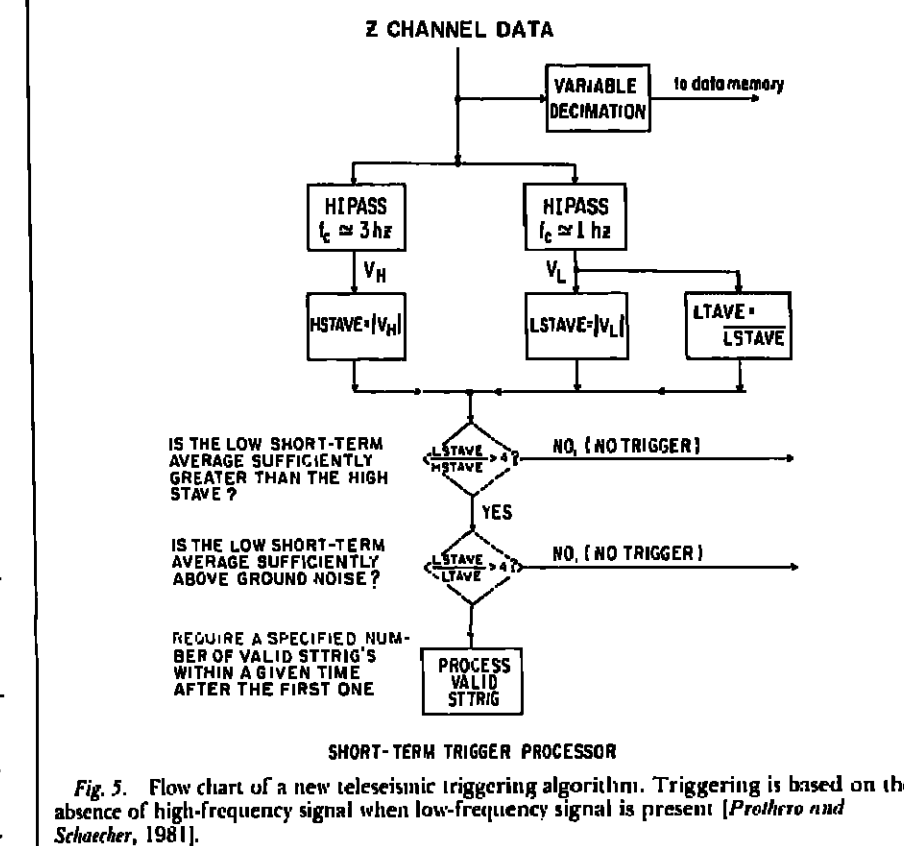 Z CHANNEL DATA
VARIABLE
DECIMATION
to data memory
HIPASS
f_c ≃ 3 hz
HIPASS
f_c ≃ 1 hz
V_H
V_L
HSTAVE=|V_H|
LSTAVE=|V_L|
LTAVE =
LSTAVE
IS THE LOW SHORT-TERM
AVERAGE SUFFICIENTLY
GREATER THAN THE HIGH
STAVE ?
LSTAVE
HSTAVE > 4 ?
NO, (NO TRIGGER)
YES
IS THE LOW SHORT-TERM
AVERAGE SUFFICIENTLY
ABOVE GROUND NOISE?
LSTAVE
LTAVE > 4 ?
NO, (NO TRIGGER)
REQUIRE A SPECIFIED NUM-
BER OF VALID STTRIG'S
WITHIN A GIVEN TIME
AFTER THE FIRST ONE
PROCESS
VALID
STTRIG
SHORT-TERM TRIGGER PROCESSOR
Fig. 5. Flow chart of a new teleseismic triggering algorithm. Triggering is based on the
absence of high-frequency signal when low-frequency signal is present [Prothero and
Schaecher, 1981].